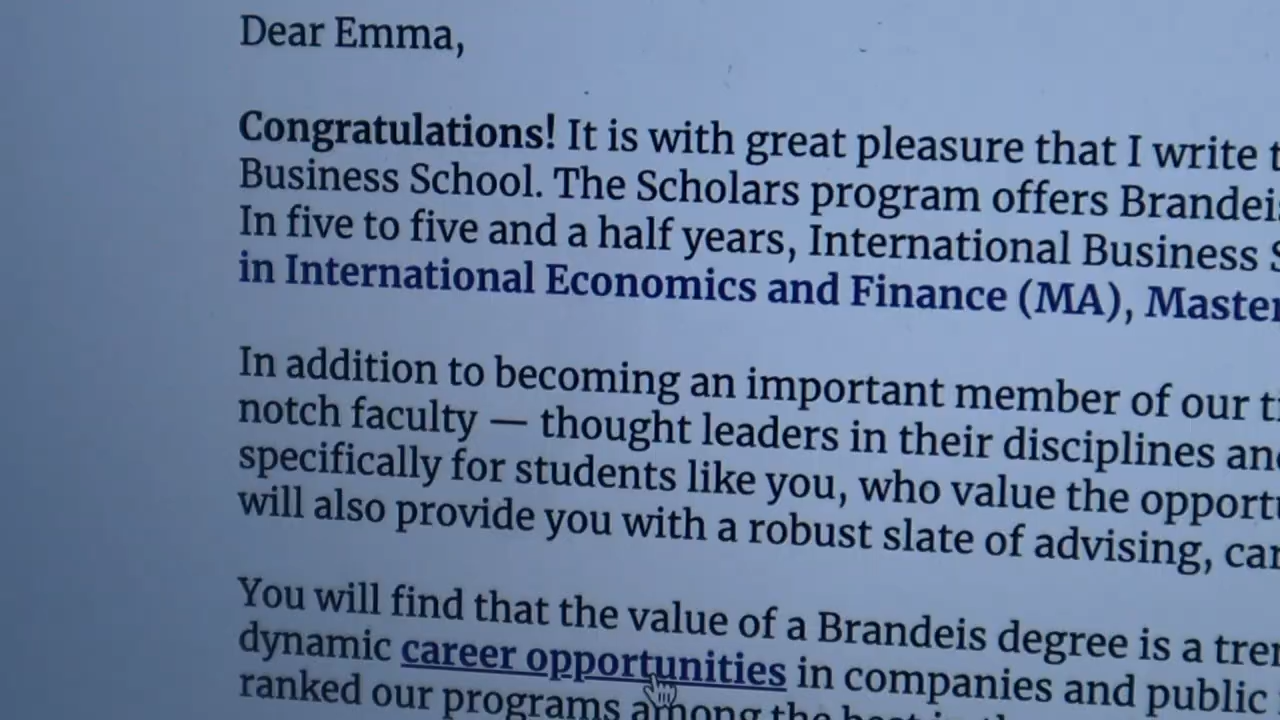 Dear Emma,
Congratulations! It is with great pleasure that I write
Business School. The Scholars program offers
In five to five and a half years, International Business
in International Economics and Finance (MA),
In addition to becoming an important member of our
notch faculty — thought leaders in their disciplines
specifically for students like you, who value the
will also provide you with a robust slate of advising,
You will find that the value of a Brandeis degree is a
dynamic career opportunities in companies and public
ranked our programs among the best in